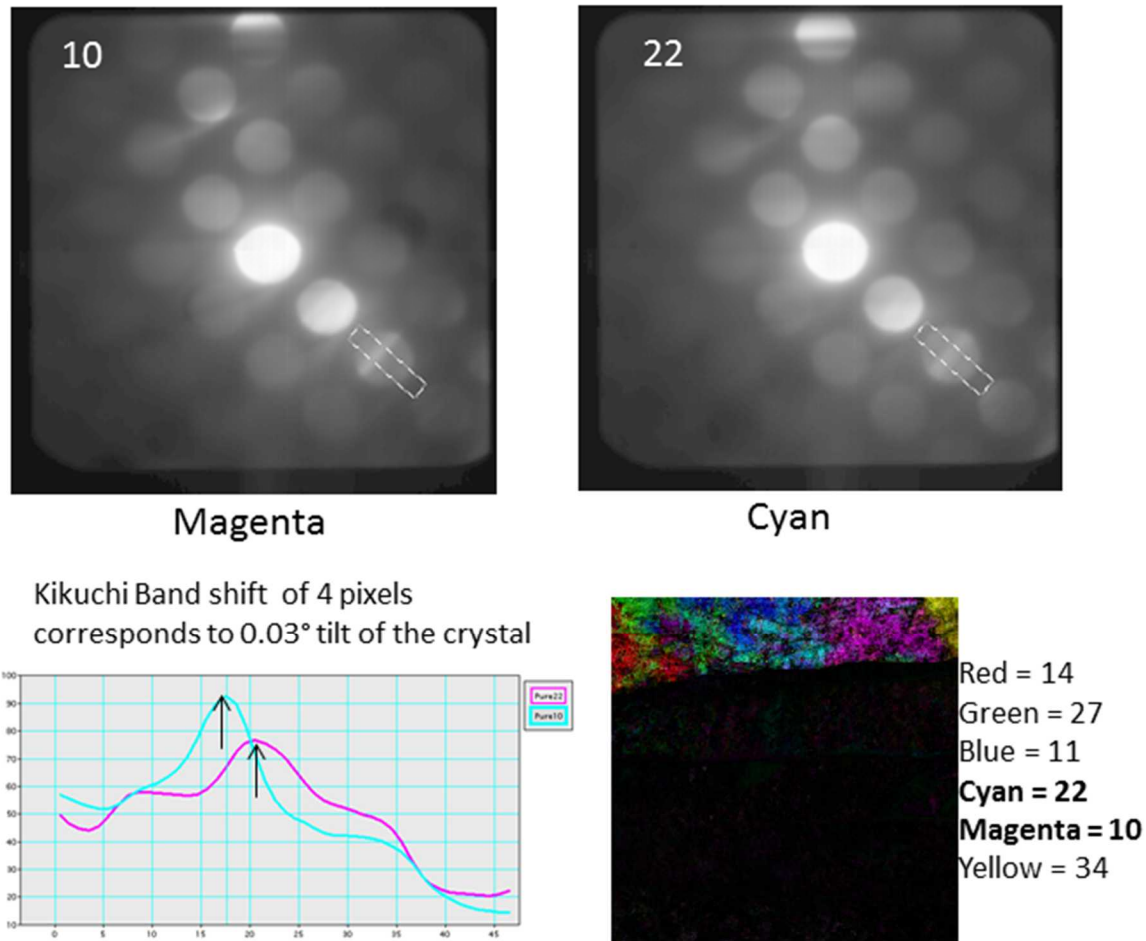 10
22
Magenta
Cyan
Kikuchi Band shift of 4 pixels
corresponds to 0.03° tilt of the crystal
100
90
80
70
60
50
40
30
20
10
0
5
10
15
20
25
30
35
40
45
Pure22
Pure10
Red = 14
Green = 27
Blue = 11
Cyan = 22
Magenta = 10
Yellow = 34